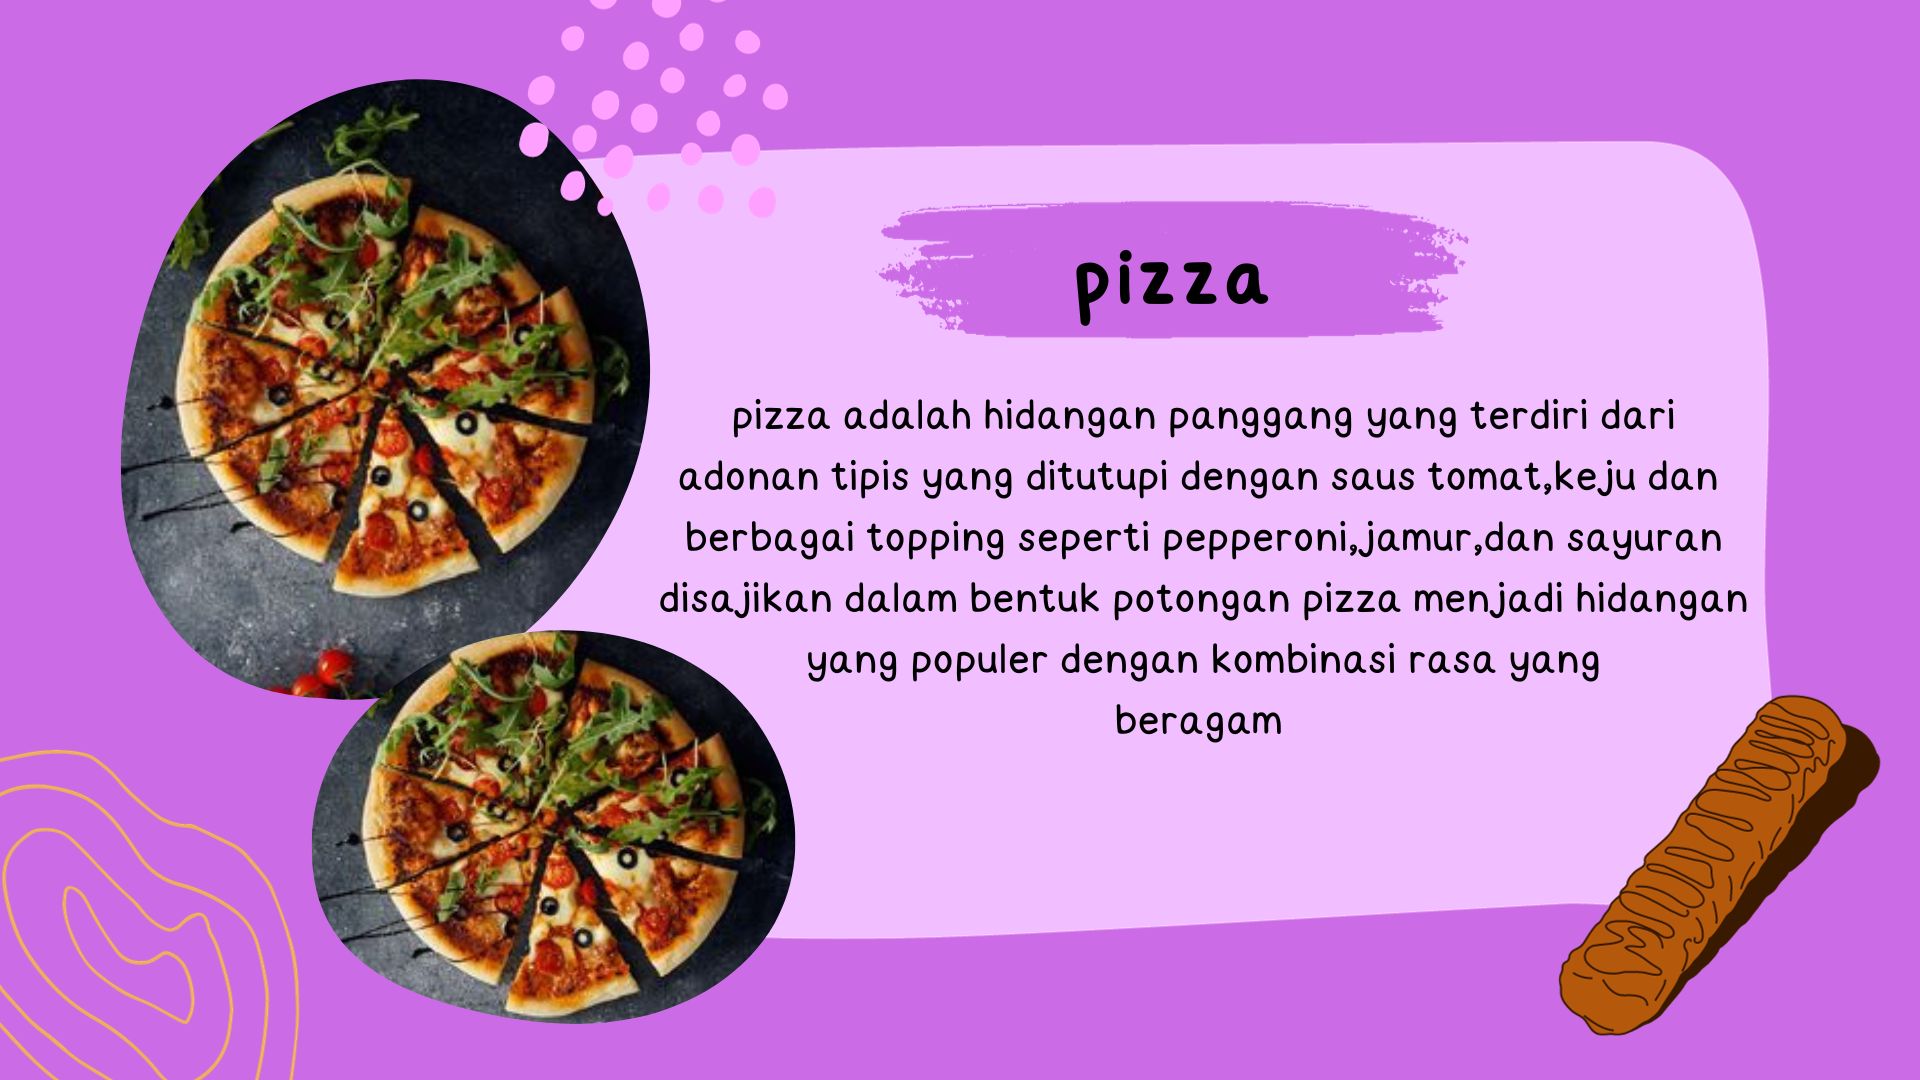 pizza
pizza adalah hidangan panggang yang terdiri dari
adonan tipis yang ditutupi dengan saus tomat,keju dan
berbagai topping seperti pepperoni,jamur,dan sayuran
disajikan dalam bentuk potongan pizza menjadi hidangan
yang populer dengan kombinasi rasa yang
beragam